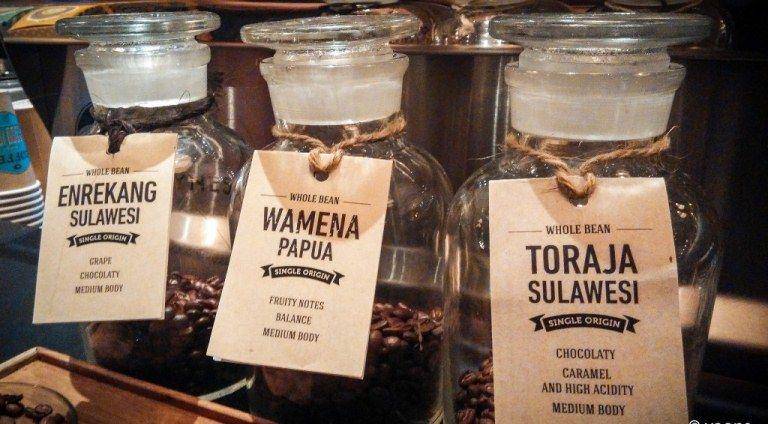 WHOLE BEAN
ENREKANG
SULAWESI
SINGLE ORIGIN
GRAPE
CHOCOLATY
MEDIUM BODY
WHOLE BEAN
WAMENA
PAPUA
SINGLE ORIGIN
FRUITY NOTES
BALANCE
MEDIUM BODY
WHOLE BEAN
TORAJA
SULAWESI
SINGLE ORIGIN
CHOCOLATY
CARAMEL
AND HIGH ACIDITY
MEDIUM BODY